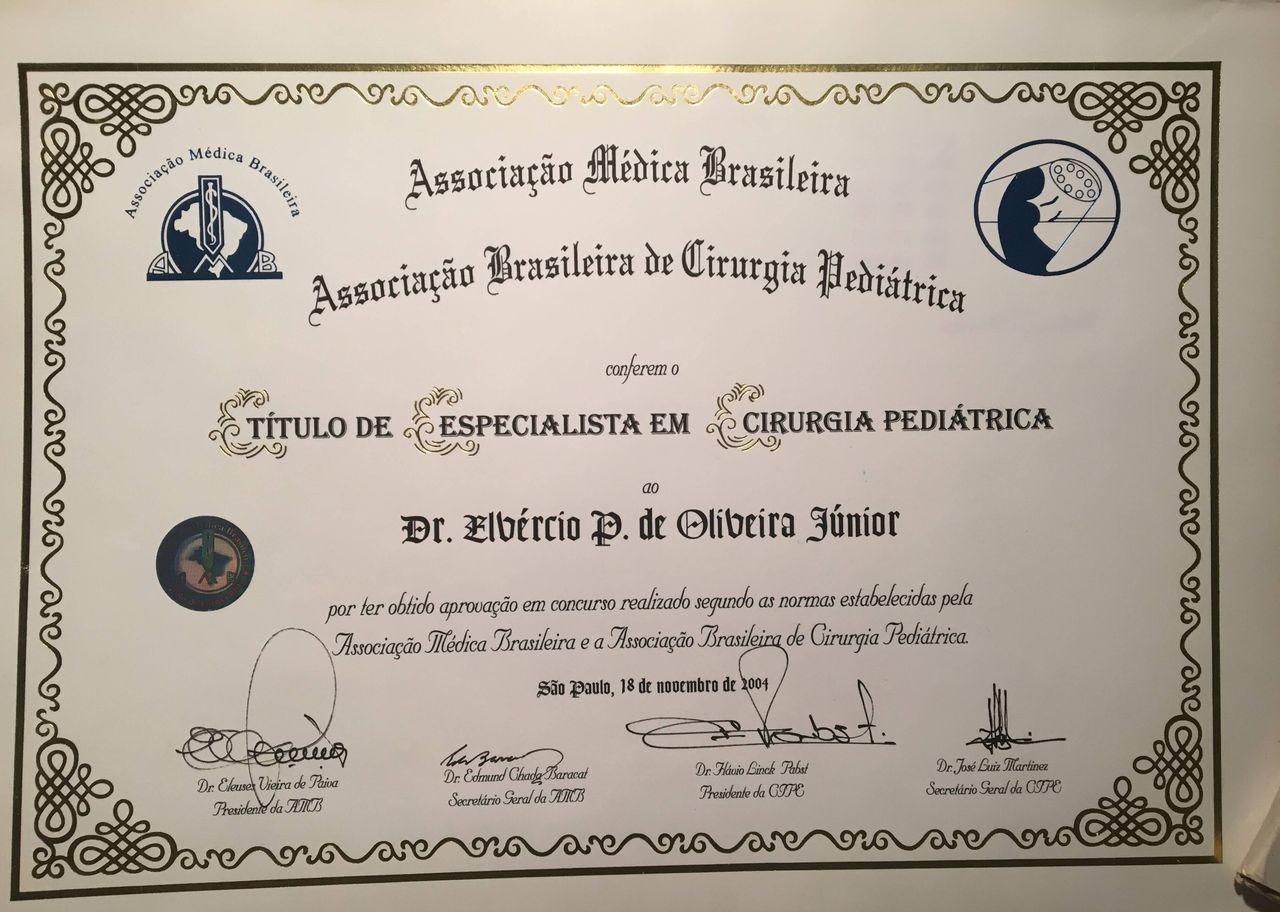 Associação Médica Brasileira
A B
Associação Médica Brasileira
Associação Brasileira de Cirurgia Pediátrica
conferem o
TÍTULO DE ESPECIALISTA EM CIRURGIA PEDIÁTRICA
ao
Dr. Elvércio P. de Oliveira Júnior
por ter obtido aprovação em concurso realizado segundo as normas estabelecidas pela
Associação Médica Brasileira e a Associação Brasileira de Cirurgia Pediátrica.
São Paulo, 18 de novembro de 2004
Dr. Eleuses Vieira de Paiva
Presidente da AMB
Dr. Edmund Chada Baracat
Secretário Geral da AMB
Dr. Flávio Linck Pabst
Presidente da CIPE
Dr. José Luiz Martinez
Secretário Geral da CIPE